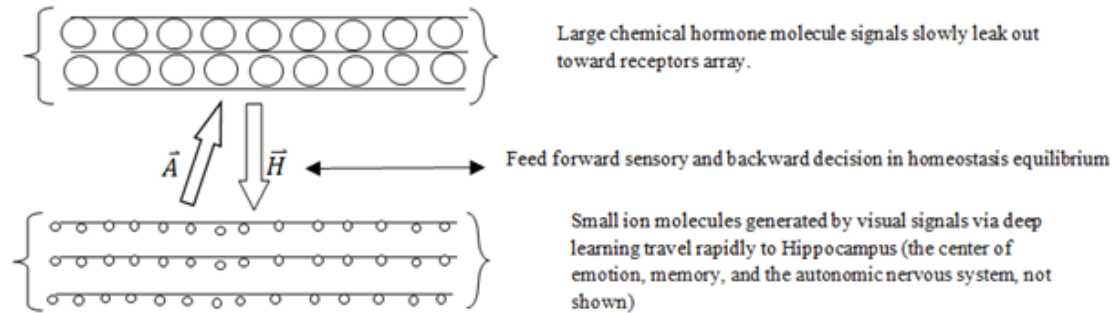 Large chemical hormone molecule signals slowly leak out
toward receptors array.
A⃗
H⃗
Feed forward sensory and backward decision in homeostasis equilibrium
Small ion molecules generated by visual signals via deep
learning travel rapidly to Hippocampus (the center of
emotion, memory, and the autonomic nervous system, not
shown)